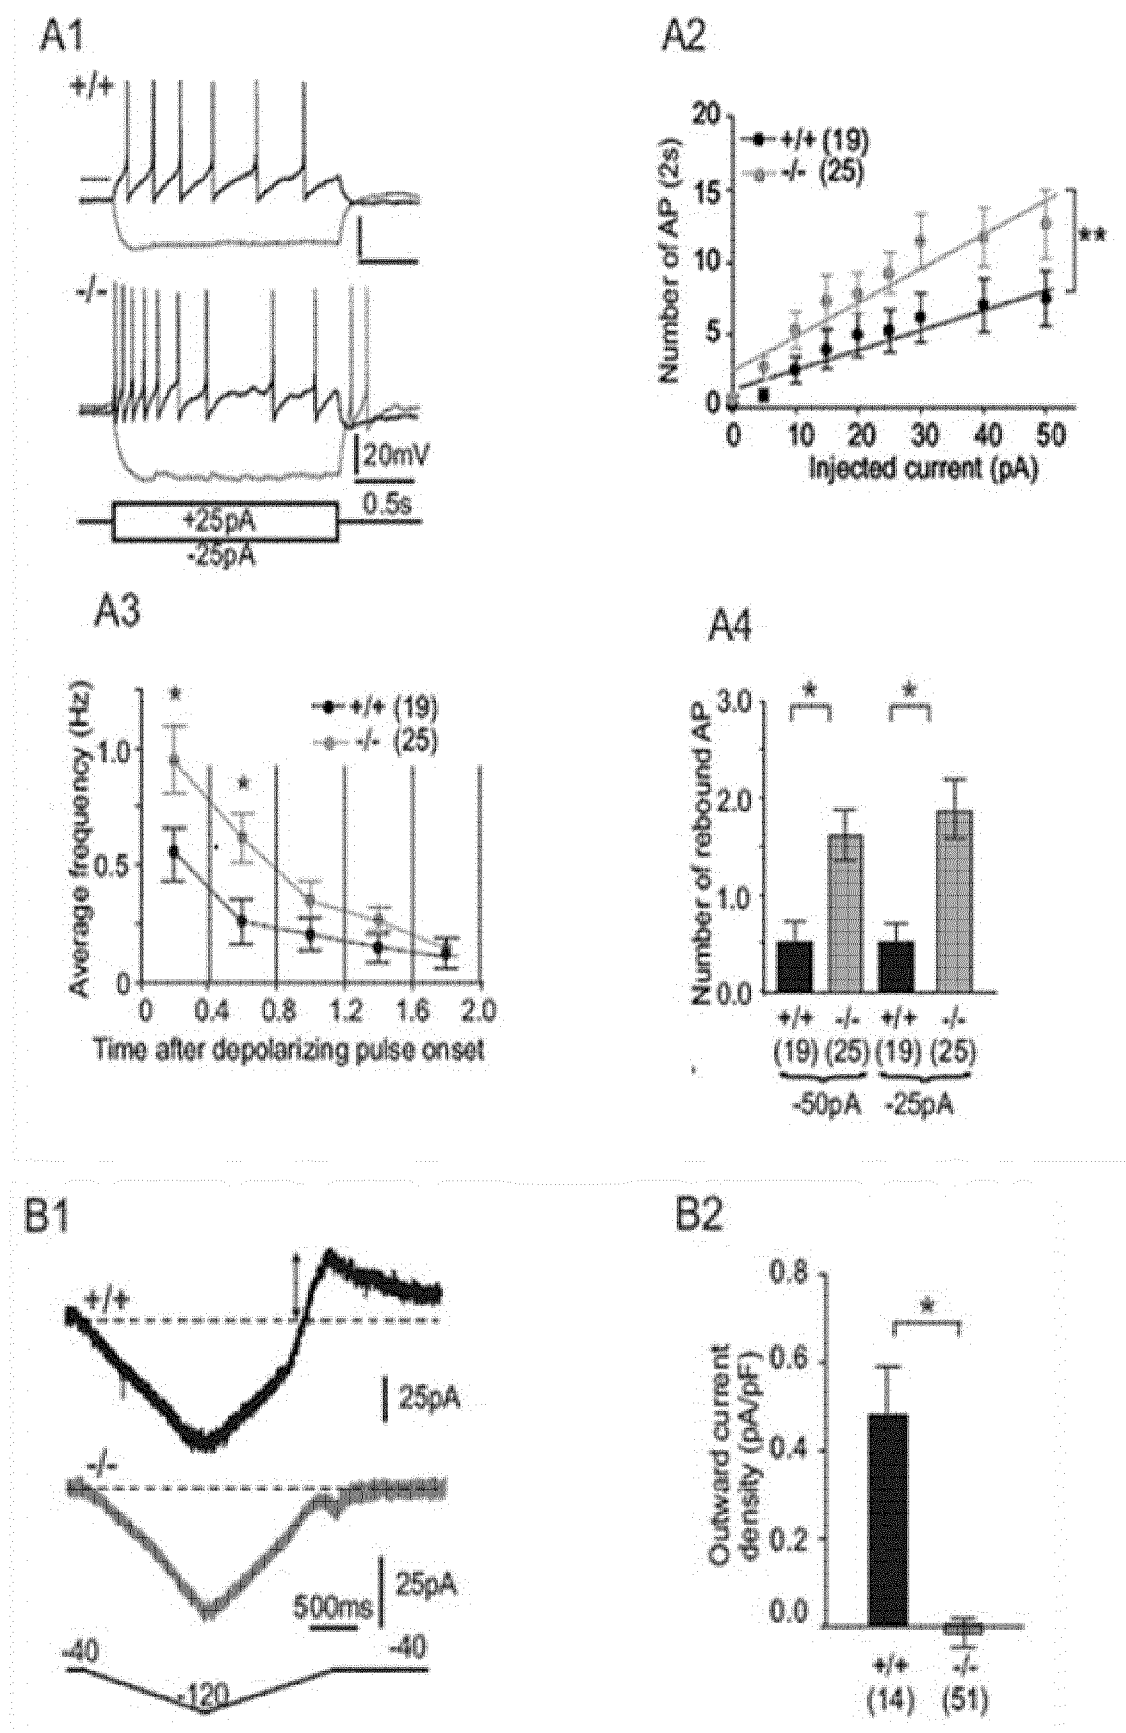 A1
+/+
-/-
20mV
0.5s
+25pA
-25pA
A2
Number of AP (2s)
20
15
10
5
0
+/+ (19)
-/- (25)
**
0 10 20 30 40 50
Injected current (pA)
A3
Average frequency (Hz)
1.0
0.5
0
*
*
+/+ (19)
-/- (25)
0 0.4 0.8 1.2 1.6 2.0
Time after depolarizing pulse onset
A4
Number of rebound AP
3.0
2.0
1.0
0.0
* *
+/+ -/- +/+ -/-
(19) (25) (19) (25)
-50pA -25pA
B1
+/+
25pA
-/-
25pA
500ms
-40 -40
-120
B2
Outward current
density (pA/pF)
0.8
0.6
0.4
0.2
0.0
*
+/+ -/-
(14) (51)